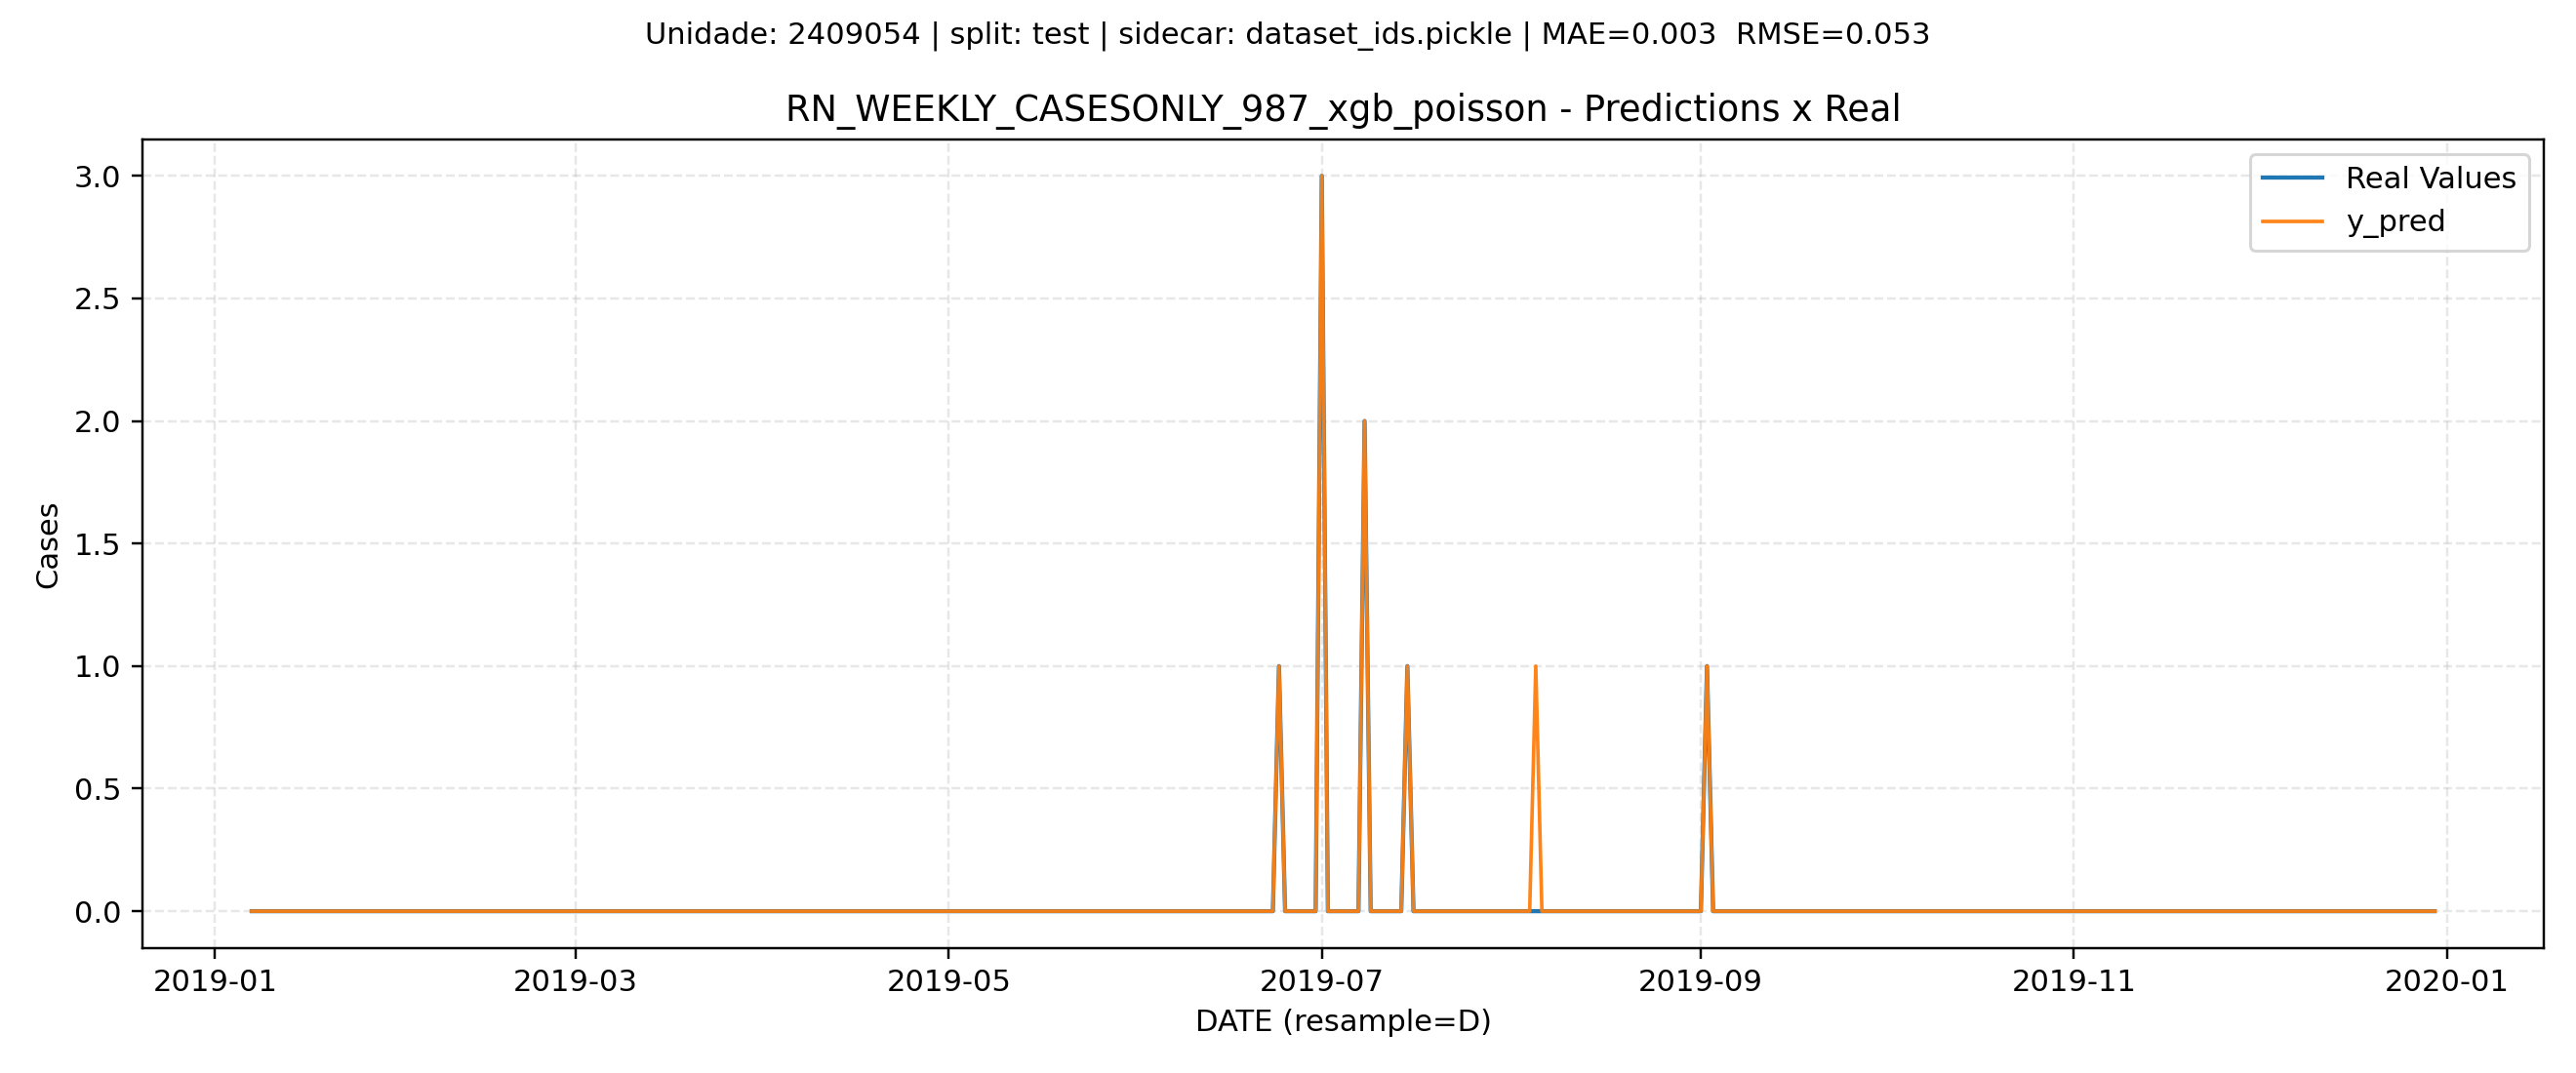 Unidade: 2409054 | split: test | sidecar: dataset_ids.pickle | MAE=0.003  RMSE=0.053
RN_WEEKLY_CASESONLY_987_xgb_poisson - Predictions x Real
Real Values
y_pred
Cases
3.0
2.5
2.0
1.5
1.0
0.5
0.0
2019-01 2019-03 2019-05 2019-07 2019-09 2019-11 2020-01
DATE (resample=D)